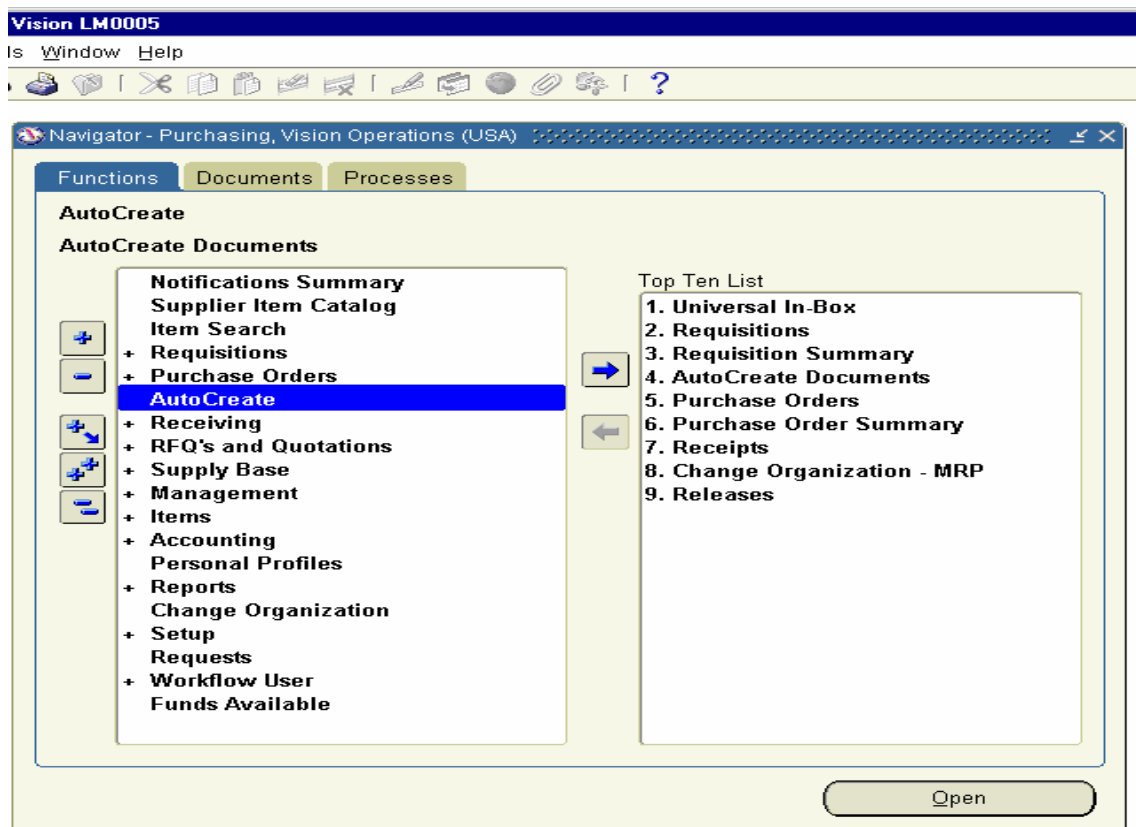 Vision LM0005
ls Window Help
?
Navigator - Purchasing, Vision Operations (USA)
Functions Documents Processes
AutoCreate
AutoCreate Documents
Notifications Summary
Supplier Item Catalog
Item Search
+ Requisitions
+ Purchase Orders
AutoCreate
+ Receiving
+ RFQ's and Quotations
+ Supply Base
+ Management
+ Items
+ Accounting
Personal Profiles
+ Reports
Change Organization
+ Setup
Requests
+ Workflow User
Funds Available
Top Ten List
1. Universal In-Box
2. Requisitions
3. Requisition Summary
4. AutoCreate Documents
5. Purchase Orders
6. Purchase Order Summary
7. Receipts
8. Change Organization - MRP
9. Releases
Open